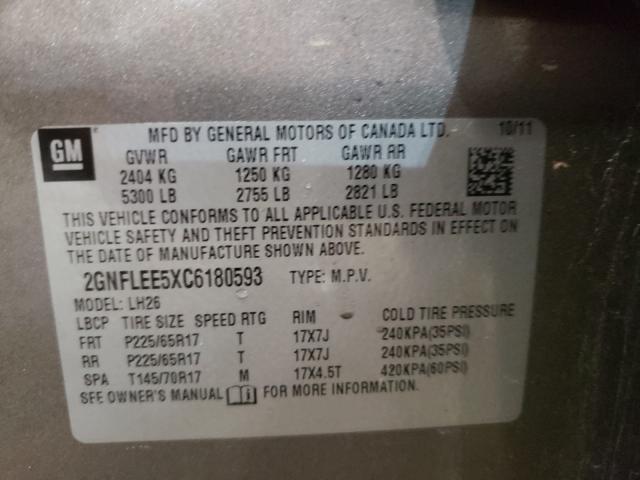 GM
MFD BY GENERAL MOTORS OF CANADA LTD. 10/11
GVWR GAWR FRT GAWR RR
2404 KG 1250 KG 1280 KG
5300 LB 2755 LB 2821 LB
THIS VEHICLE CONFORMS TO ALL APPLICABLE U.S. FEDERAL MOTOR
VEHICLE SAFETY AND THEFT PREVENTION STANDARDS IN EFFECT ON
THE DATE OF MANUFACTURE SHOWN ABOVE.
2GNFLEE5XC6180593 TYPE: M.P.V.
MODEL: LH26
LBCP TIRE SIZE SPEED RTG RIM COLD TIRE PRESSURE
FRT P225/65R17 T 17X7J 240KPA(35PSI)
RR P225/65R17 T 17X7J 240KPA(35PSI)
SPA T145/70R17 M 17X4.5T 420KPA(60PSI)
SEE OWNER'S MANUAL FOR MORE INFORMATION.